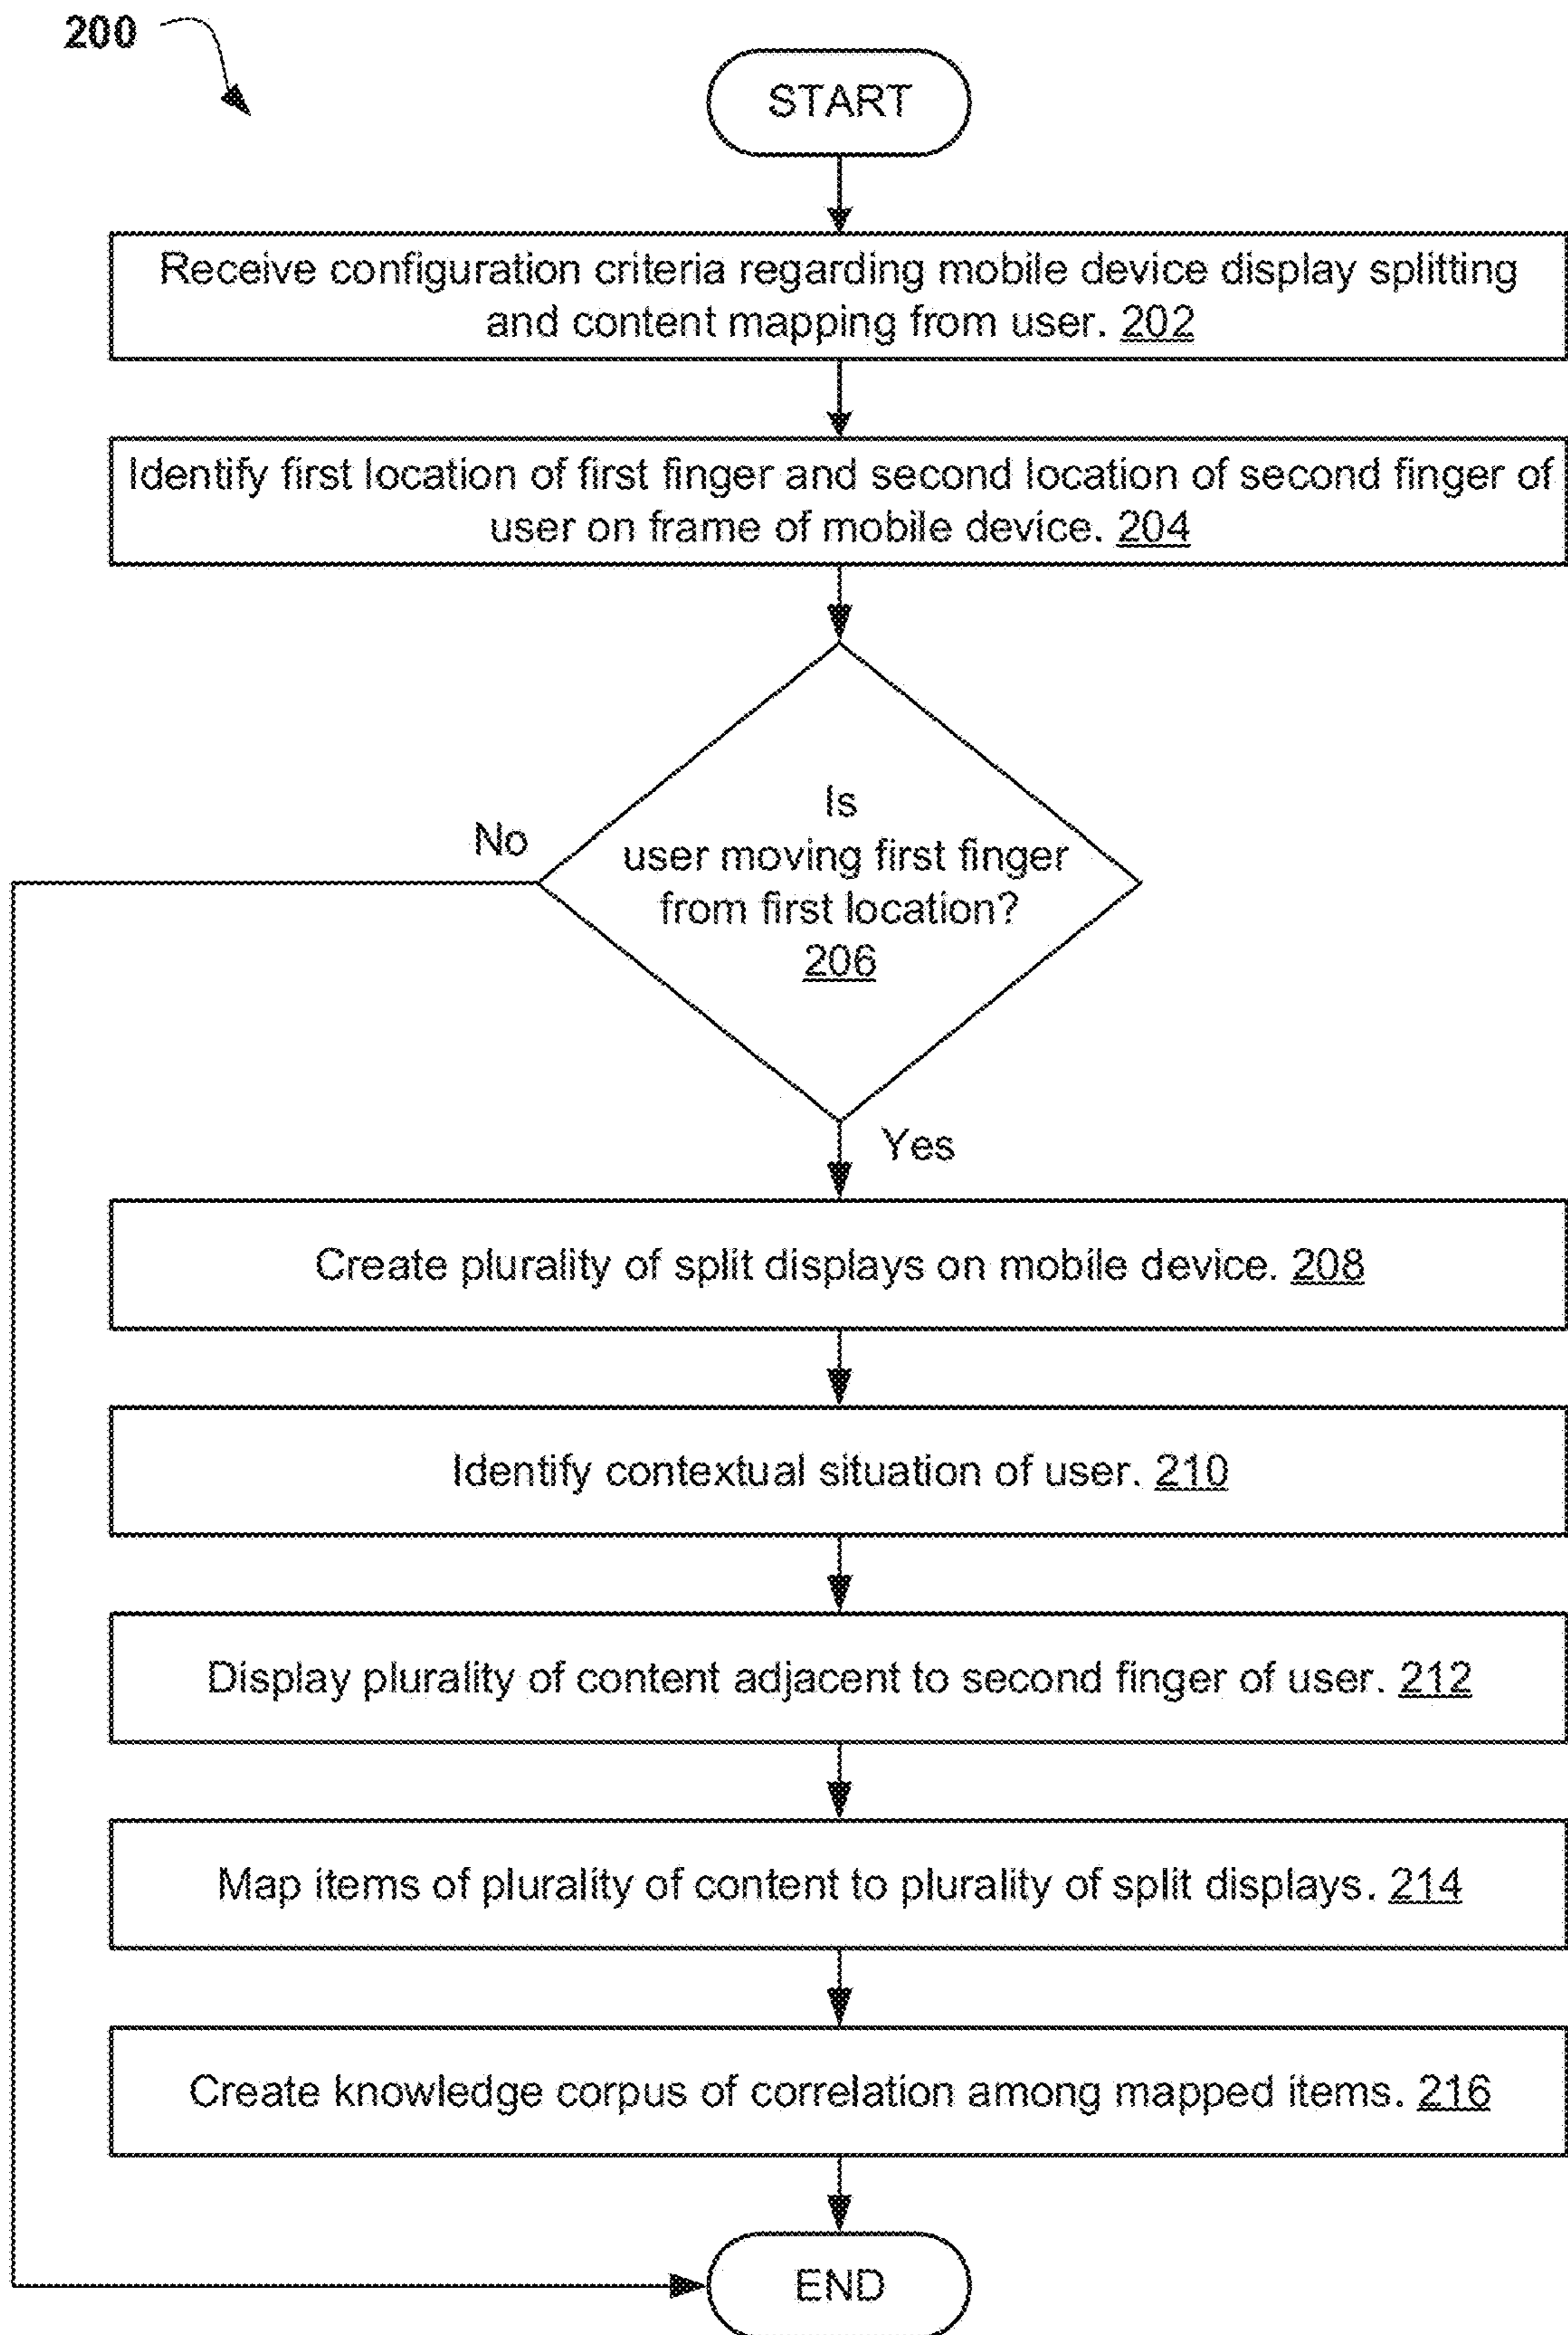 200
START
Receive configuration criteria regarding mobile device display splitting
and content mapping from user. 202
Identify first location of first finger and second location of second finger of
user on frame of mobile device. 204
Is
user moving first finger
from first location?
206
No
Yes
Create plurality of split displays on mobile device. 208
Identify contextual situation of user. 210
Display plurality of content adjacent to second finger of user. 212
Map items of plurality of content to plurality of split displays. 214
Create knowledge corpus of correlation among mapped items. 216
END